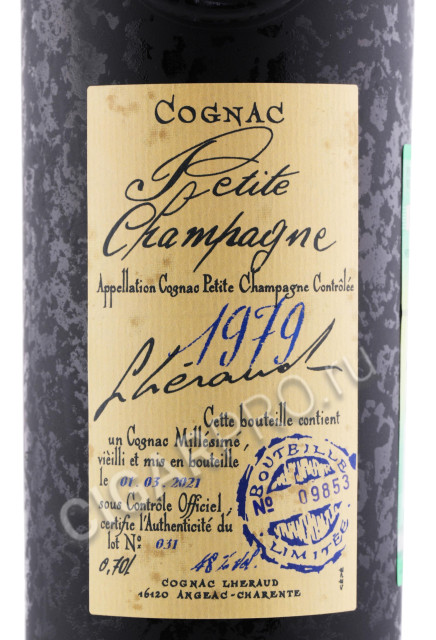 COGNAC
Petite
Champagne
Appellation Cognac Petite Champagne Contrôlée
1979
Lhéraud
Cette bouteille contient
un Cognac Millésimé,
vieilli et mis en bouteille
le 01.03.2021
sous Contrôle Officiel,
certifie l'Authenticité du
lot N°: 031
0,70l 48 % vol.
BOUTEILLE
N° 09853
LIMITÉE
COGNAC LHERAUD
16120 ANGEAC-CHARENTE